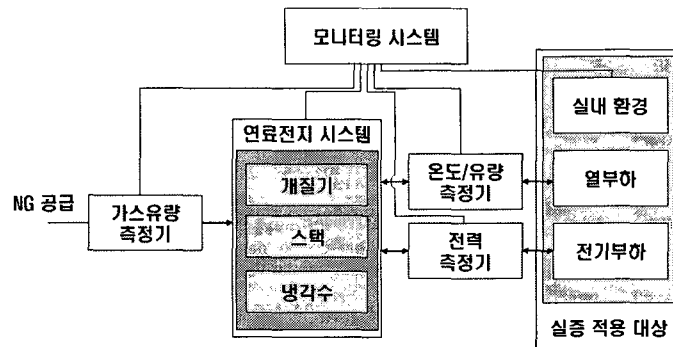 모니터링 시스템
연료전지 시스템
실내 환경
개질기
온도/유량
측정기
열부하
NG 공급
가스유량
측정기
스택
전력
측정기
전기부하
냉각수
실증 적용 대상